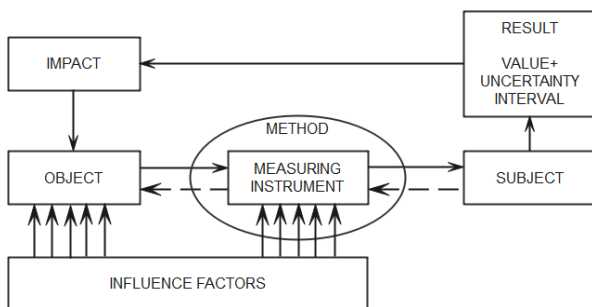 RESULT
VALUE+
UNCERTAINTY
INTERVAL
IMPACT
METHOD
OBJECT
MEASURING
INSTRUMENT
SUBJECT
INFLUENCE FACTORS